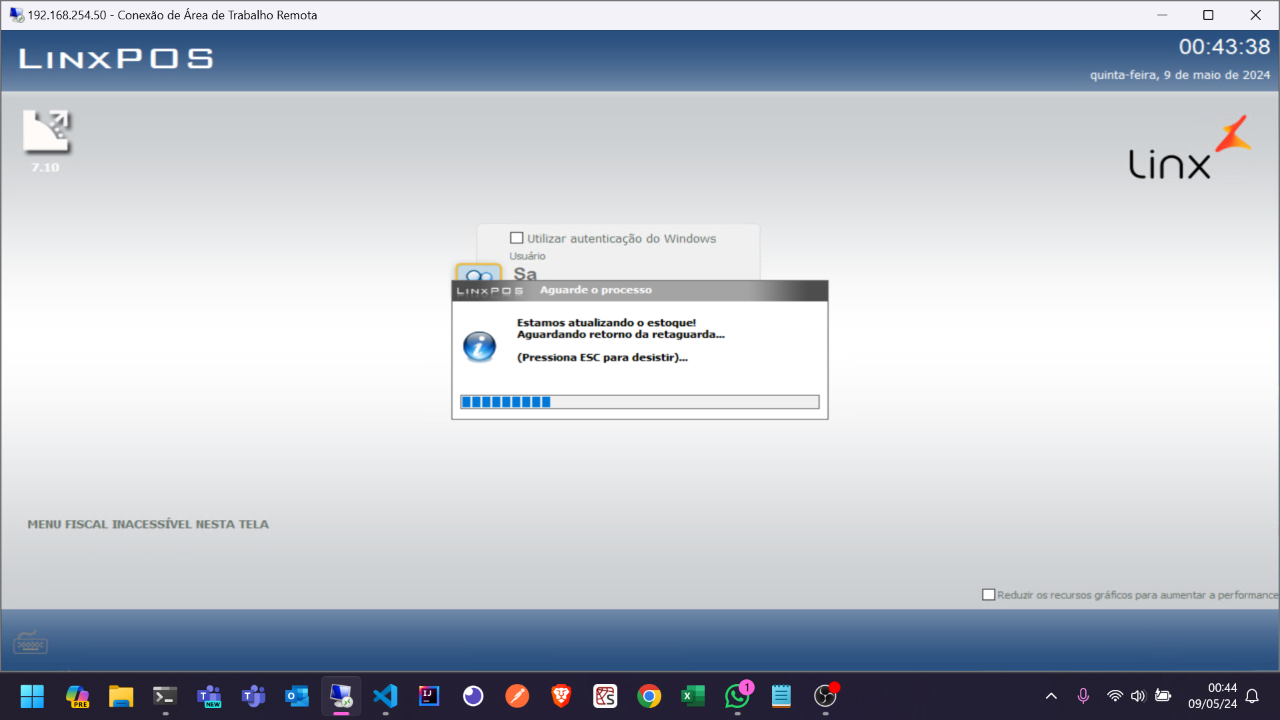 192.168.254.50 - Conexão de Área de Trabalho Remota
LINXPOS
00:43:38
quinta-feira, 9 de maio de 2024
7.10
Linx
Utilizar autenticação do Windows
Usuário
Sa
LINXPOS Aguarde o processo
Estamos atualizando o estoque!
Aguardando retorno da retaguarda...
(Pressiona ESC para desistir)...
MENU FISCAL INACESSÍVEL NESTA TELA
Reduzir os recursos gráficos para aumentar a performance
PRE
NEW
1
00:44
09/05/24